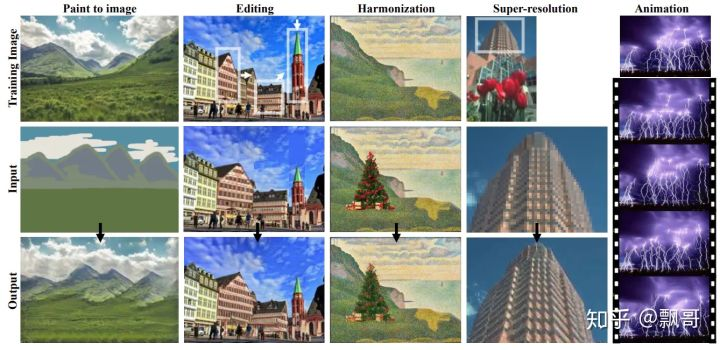 Paint to image
Editing
Harmonization
Super-resolution
Animation
Training Image
Input
Output
知乎 @飘哥